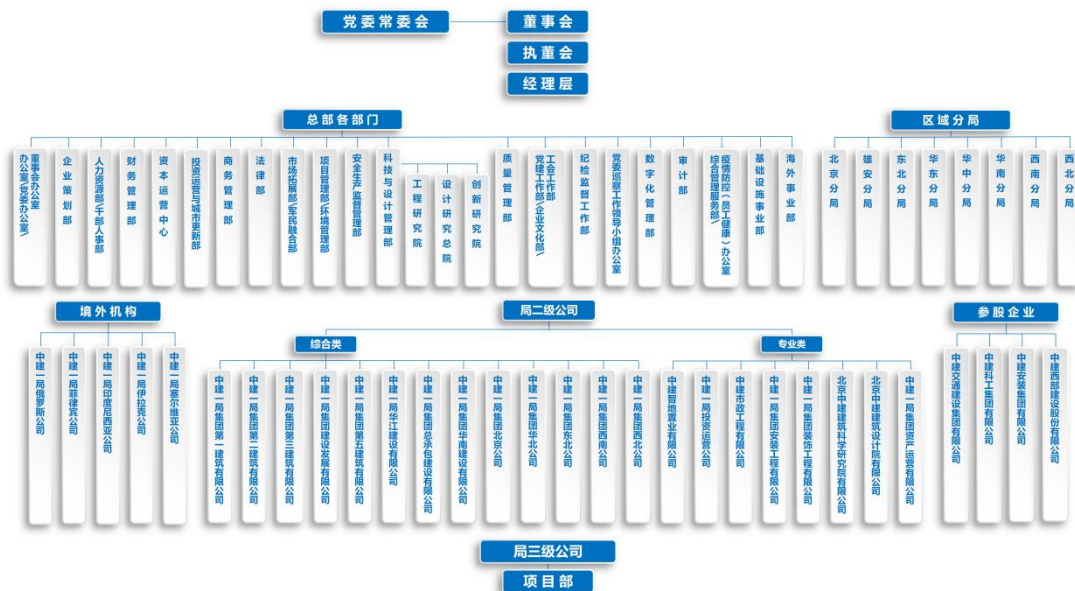 党委常委会
董事会
执董会
经理层
总部各部门
区域分局
董事会办公室
办公室/党委办公室/
企业策划部
人力资源部/干部人事部
财务管理部
资本运营中心
投资运营与城市更新部
商务管理部
法律部
市场拓展部/军民融合部
项目管理部/环境管理部
安全生产监督管理部
科技与设计管理部
工程研究院
设计研究总院
创新研究院
质量管理部
工会工作部
党建工作部/企业文化部/
纪检监督工作部
党委巡察工作领导小组办公室
数字化管理部
审计部
疫情防控（员工健康）办公室
综合管理服务部/
基础设施事业部
海外事业部
北京分局
雄安分局
东北分局
华东分局
华中分局
华南分局
西南分局
西北分局
境外机构
局二级公司
参股企业
综合类
专业类
中建一局俄罗斯公司
中建一局菲律宾公司
中建一局印度尼西亚公司
中建一局伊拉克公司
中建一局塞尔维亚公司
中建一局集团第一建筑有限公司
中建一局集团第二建筑有限公司
中建一局集团第三建筑有限公司
中建一局集团建设发展有限公司
中建一局集团第五建筑有限公司
中建一局华江建设有限公司
中建一局集团总承包建设有限公司
中建一局集团华南建设有限公司
中建一局集团北京公司
中建一局集团华北公司
中建一局集团东北公司
中建一局集团西南公司
中建一局集团西北公司
中建智地置业有限公司
中建一局投资运营公司
中建市政工程有限公司
中建一局集团安装工程有限公司
中建一局集团装饰工程有限公司
北京中建建筑科学研究院有限公司
北京中建建筑设计院有限公司
中建一局集团资产运营有限公司
中建交通建设集团有限公司
中建科工集团有限公司
中建安装集团有限公司
中建西部建设股份有限公司
局三级公司
项目部